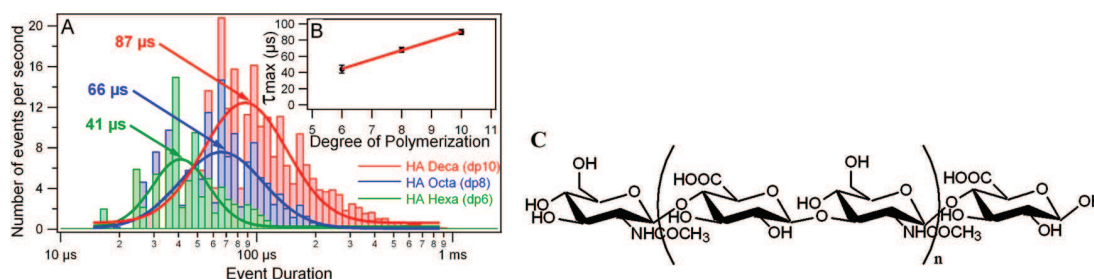 A
Number of events per second
20
16
12
8
4
0
87 µs
66 µs
41 µs
10 µs
2
3
4
5
6
7
8
9
100 µs
2
3
4
5
6
7
8
9
1 ms
Event Duration
HA Deca (dp10)
HA Octa (dp8)
HA Hexa (dp6)
B
τmax (µs)
100
80
60
40
20
0
5
6
7
8
9
10
11
Degree of Polymerization
C
OH
HO
HO
O
NHCOCH3
O
HOOC
O
HO
OH
O
OH
O
HO
O
NHCOCH3
n
O
HOOC
O
HO
OH
OH